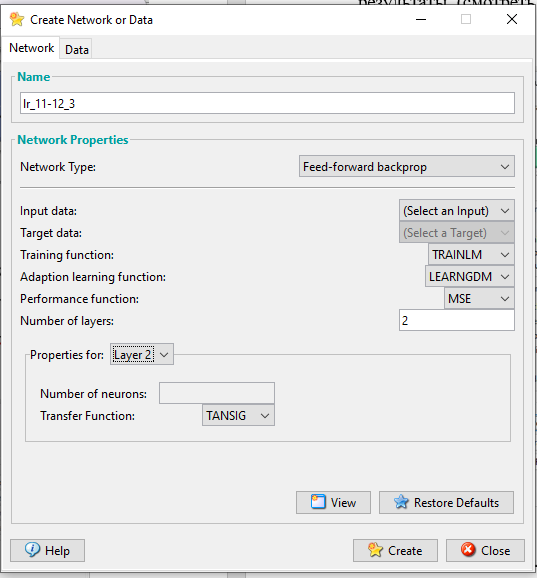 результаты (смотреть
Create Network or Data
Network Data
Name
lr_11-12_3
Network Properties
Network Type: Feed-forward backprop
Input data: (Select an Input)
Target data: (Select a Target)
Training function: TRAINLM
Adaption learning function: LEARNGDM
Performance function: MSE
Number of layers: 2
Properties for: Layer 2
Number of neurons:
Transfer Function: TANSIG
View Restore Defaults
Help Create Close